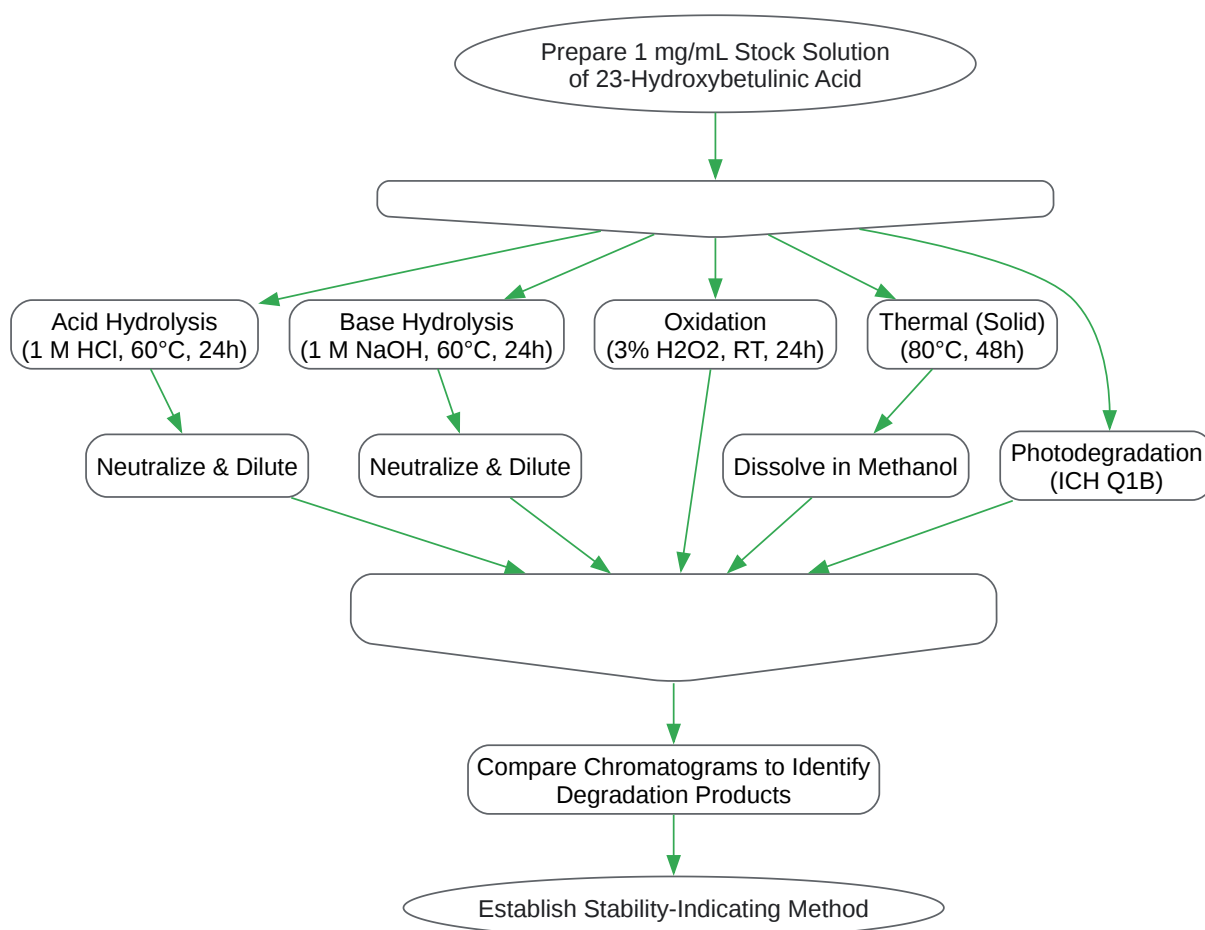 Prepare 1 mg/mL Stock Solution
of 23-Hydroxybetulinic Acid
Acid Hydrolysis
(1 M HCl, 60°C, 24h)
Base Hydrolysis
(1 M NaOH, 60°C, 24h)
Oxidation
(3% H2O2, RT, 24h)
Thermal (Solid)
(80°C, 48h)
Photodegradation
(ICH Q1B)
Neutralize & Dilute
Neutralize & Dilute
Dissolve in Methanol
Compare Chromatograms to Identify
Degradation Products
Establish Stability-Indicating Method